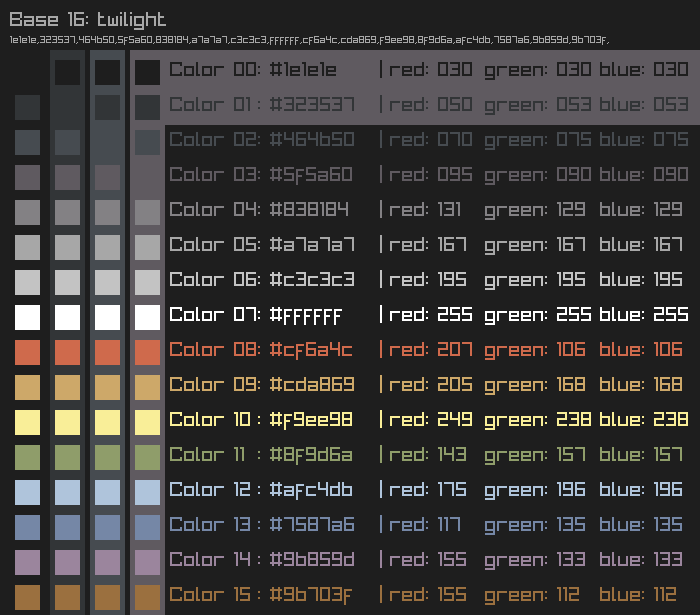 Base 16: twilight
1e1e1e,323537,464b50,5f5a60,838184,a7a7a7,c3c3c3,ffffff,cf6a4c,cda869,f9ee98,8f9d6a,afc4db,7587a6,9b859d,9b703f,
Color 00: #1e1e1e | red: 030 green: 030 blue: 030
Color 01 : #323537 | red: 050 green: 053 blue: 053
Color 02: #464b50 | red: 070 green: 075 blue: 075
Color 03: #5f5a60 | red: 095 green: 090 blue: 090
Color 04: #838184 | red: 131 green: 129 blue: 129
Color 05: #a7a7a7 | red: 167 green: 167 blue: 167
Color 06: #c3c3c3 | red: 195 green: 195 blue: 195
Color 07: #ffffff | red: 255 green: 255 blue: 255
Color 08: #cf6a4c | red: 207 green: 106 blue: 106
Color 09: #cda869 | red: 205 green: 168 blue: 168
Color 10 : #f9ee98 | red: 249 green: 238 blue: 238
Color 11 : #8f9d6a | red: 143 green: 157 blue: 157
Color 12 : #afc4db | red: 175 green: 196 blue: 196
Color 13 : #7587a6 | red: 117 green: 135 blue: 135
Color 14 : #9b859d | red: 155 green: 133 blue: 133
Color 15 : #9b703f | red: 155 green: 112 blue: 112